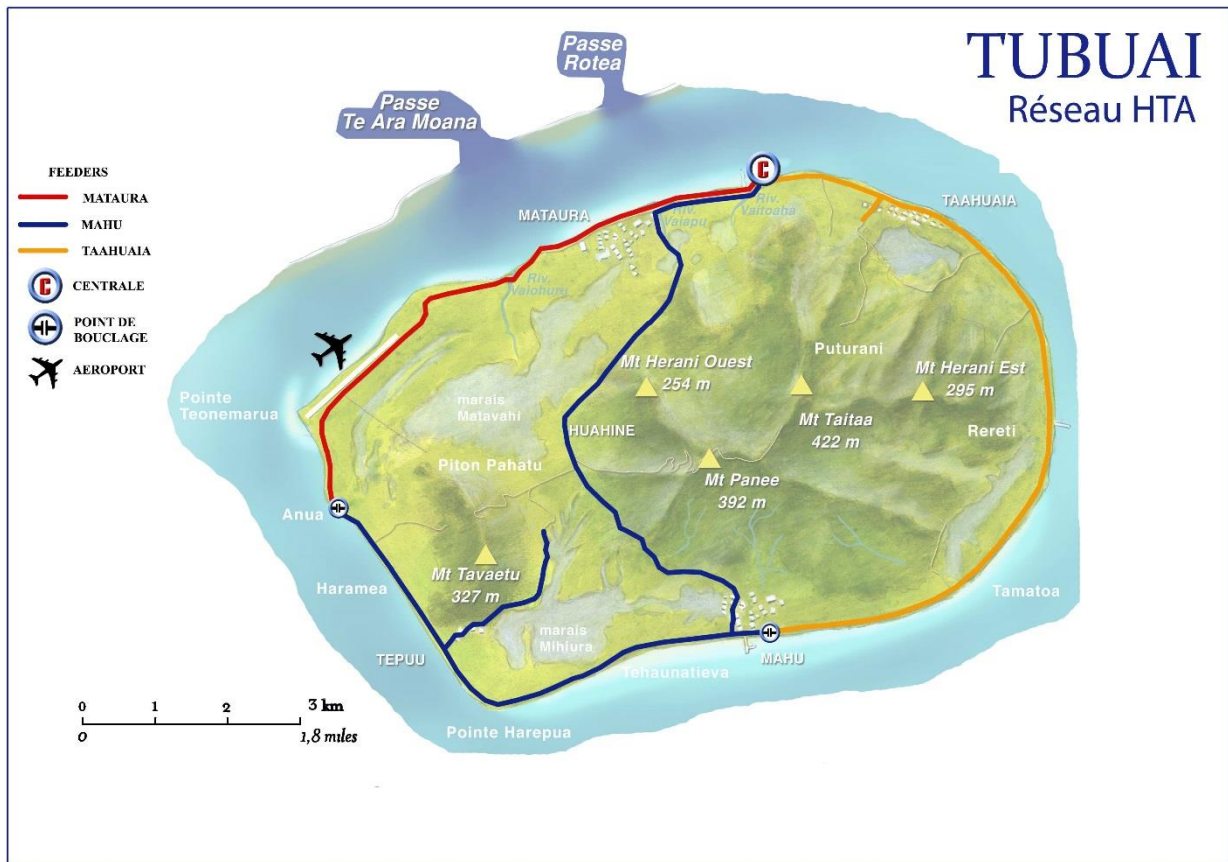 TUBUAI
Réseau HTA
Passe
Rotea
Passe
Te Ara Moana
FEEDERS
MATAURA
MAHU
TAAHUAIA
C CENTRALE
POINT DE
BOUCLAGE
AEROPORT
C
MATAURA
Riv.
Vaiapu
Riv.
Vaitoaha
TAAHUAIA
Riv.
Vaiohuru
Pointe
Teonemarua
marais
Matavahi
Mt Herani Ouest
254 m
Puturani
Mt Herani Est
295 m
Mt Taitaa
422 m
Rereti
HUAHINE
Piton Pahatu
Mt Panee
392 m
Anua
Haramea
Mt Tavaetu
327 m
Tamatoa
marais
Mihiura
TEPUU
Tehaunatieva
MAHU
Pointe Harepua
0 1 2 3 km
0 1,8 miles